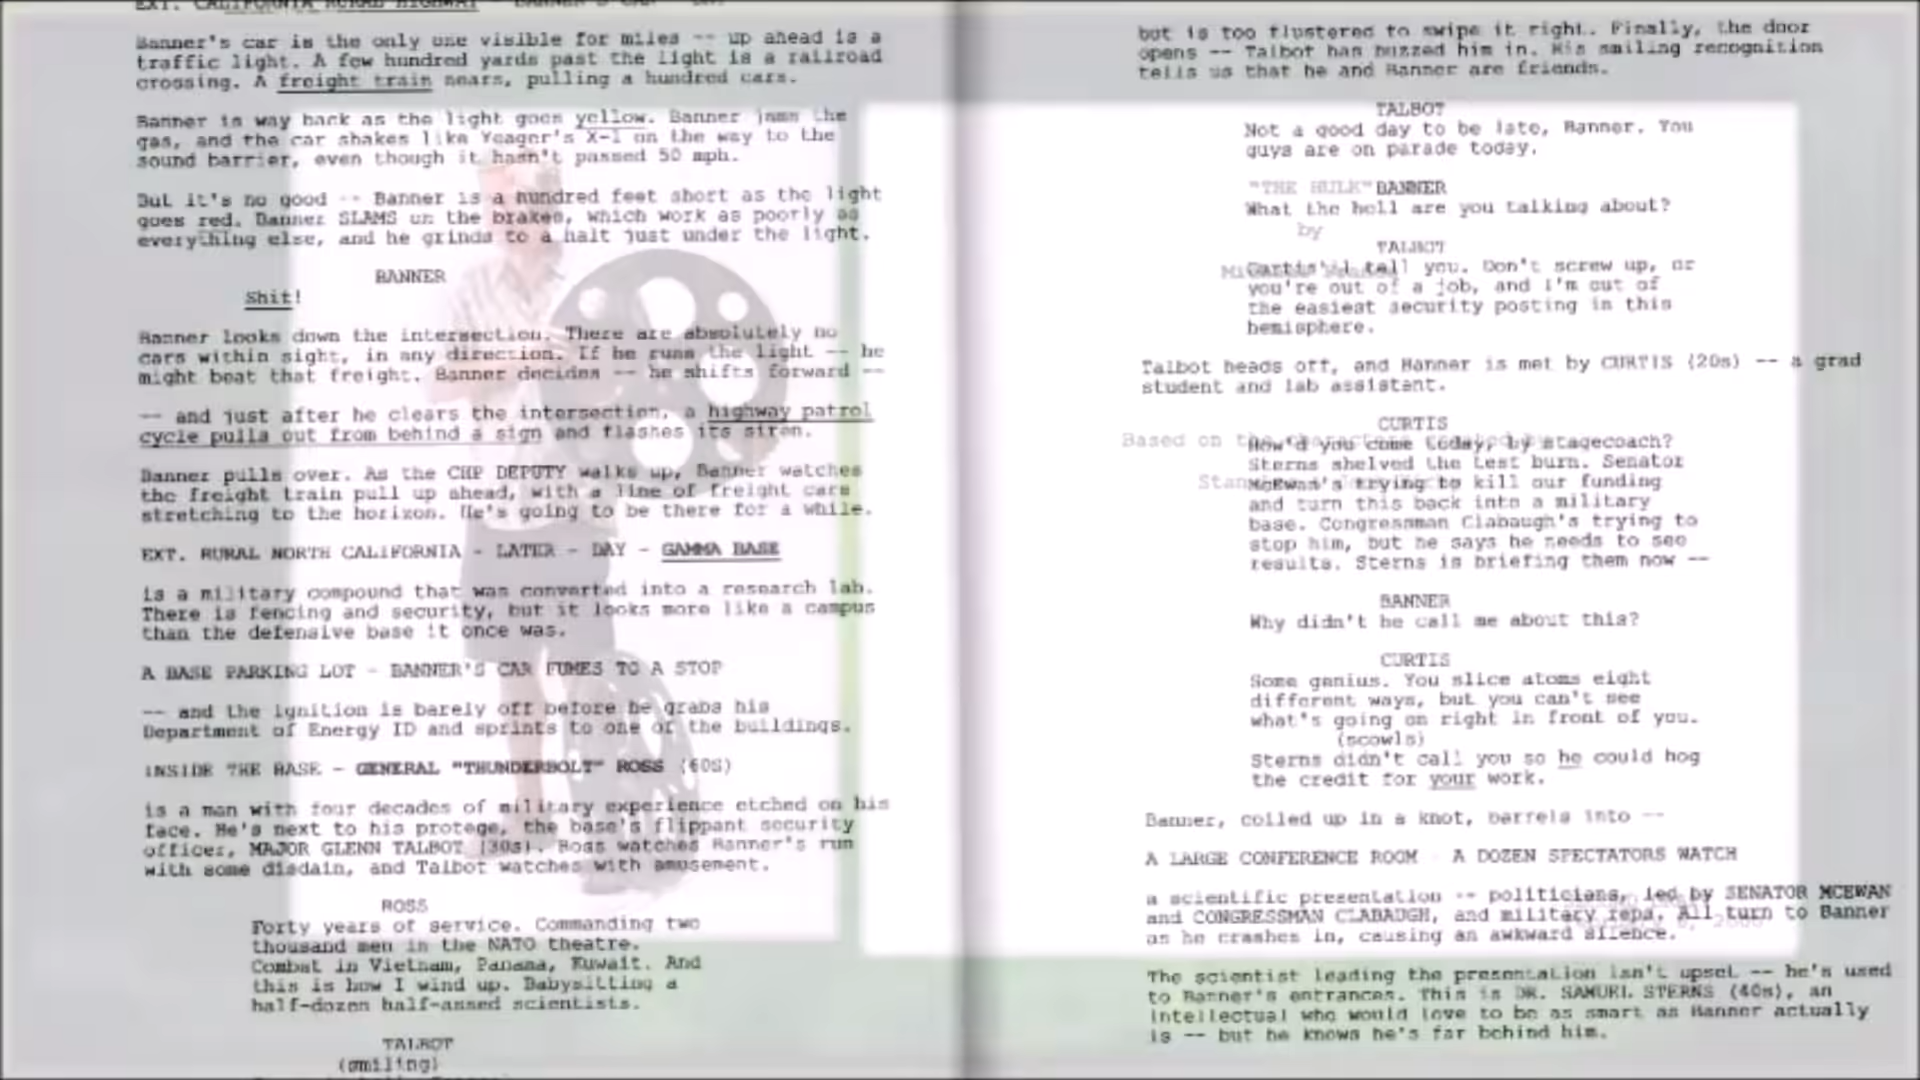 EXT. CALIFORNIA RURAL HIGHWAY - BANNER'S CAR - DAY
Banner's car is the only one visible for miles -- up ahead is a
traffic light. A few hundred yards past the light is a railroad
crossing. A freight train nears, pulling a hundred cars.
Banner is way back as the light goes yellow. Banner jams the
gas, and the car shakes like Yeager's X-1 on the way to the
sound barrier, even though it hasn't passed 50 mph.
But it's no good -- Banner is a hundred feet short as the light
goes red. Banner SLAMS on the brakes, which work as poorly as
everything else, and he grinds to a halt just under the light.
BANNER
Shit!
Banner looks down the intersection. There are absolutely no
cars within sight, in any direction. If he runs the light -- he
might beat that freight. Banner decides -- he shifts forward --
-- and just after he clears the intersection, a highway patrol
cycle pulls out from behind a sign and flashes its siren.
Banner pulls over. As the CHP DEPUTY walks up, Banner watches
the freight train pull up ahead, with a line of freight cars
stretching to the horizon. He's going to be there for a while.
EXT. RURAL NORTH CALIFORNIA - LATER - DAY - GAMMA BASE
is a military compound that was converted into a research lab.
There is fencing and security, but it looks more like a campus
than the defensive base it once was.
A BASE PARKING LOT - BANNER'S CAR FUMES TO A STOP
-- and the ignition is barely off before he grabs his
Department of Energy ID and sprints to one of the buildings.
INSIDE THE BASE - GENERAL "THUNDERBOLT" ROSS (60S)
is a man with four decades of military experience etched on his
face. He's next to his protege, the base's flippant security
officer, MAJOR GLENN TALBOT (30s). Ross watches Banner's run
with some disdain, and Talbot watches with amusement.
ROSS
Forty years of service. Commanding two
thousand men in the NATO theatre.
Combat in Vietnam, Panama, Kuwait. And
this is how I wind up. Babysitting a
half-dozen half-assed scientists.
TALBOT
(smiling)
but is too flustered to swipe it right. Finally, the door
opens -- Talbot has buzzed him in. His smiling recognition
tells us that he and Banner are friends.
TALBOT
Not a good day to be late, Banner. You
guys are on parade today.
"THE HULK"
BANNER
What the hell are you talking about?
by
TALBOT
Curtis'll tell you. Don't screw up, or
you're out of a job, and I'm out of
the easiest security posting in this
hemisphere.
Talbot heads off, and Banner is met by CURTIS (20s) -- a grad
student and lab assistant.
CURTIS
Based on the characters
How'd you come today, by stagecoach?
Sterns shelved the test burn. Senator
Stan
McEwan's trying to kill our funding
and turn this back into a military
base. Congressman Clabaugh's trying to
stop him, but he says he needs to see
results. Sterns is briefing them now --
BANNER
Why didn't he call me about this?
CURTIS
Some genius. You slice atoms eight
different ways, but you can't see
what's going on right in front of you.
(scowls)
Sterns didn't call you so he could hog
the credit for your work.
Banner, coiled up in a knot, barrels into --
A LARGE CONFERENCE ROOM - A DOZEN SPECTATORS WATCH
a scientific presentation -- politicians, led by SENATOR MCEWAN
and CONGRESSMAN CLABAUGH, and military reps. All turn to Banner
as he crashes in, causing an awkward silence.
The scientist leading the presentation isn't upset -- he's used
to Banner's entrances. This is DR. SAMUEL STERNS (40s), an
intellectual who would love to be as smart as Banner actually
is -- but he knows he's far behind him.